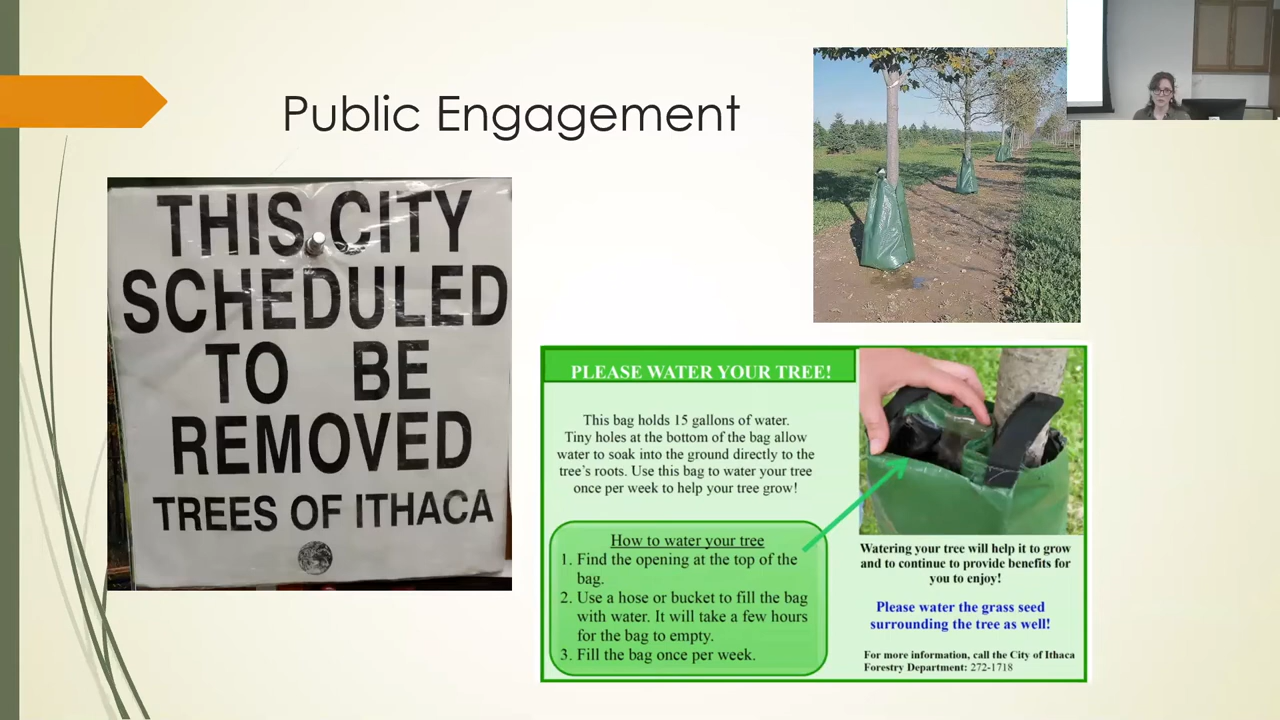 Public Engagement
THIS CITY
SCHEDULED
TO BE
REMOVED
TREES OF ITHACA
PLEASE WATER YOUR TREE!
This bag holds 15 gallons of water.
Tiny holes at the bottom of the bag allow
water to soak into the ground directly to the
tree's roots. Use this bag to water your tree
once per week to help your tree grow!
How to water your tree
1. Find the opening at the top of the
bag.
2. Use a hose or bucket to fill the bag
with water. It will take a few hours
for the bag to empty.
3. Fill the bag once per week.
Watering your tree will help it to grow
and to continue to provide benefits for
you to enjoy!
Please water the grass seed
surrounding the tree as well!
For more information, call the City of Ithaca
Forestry Department: 272-1718